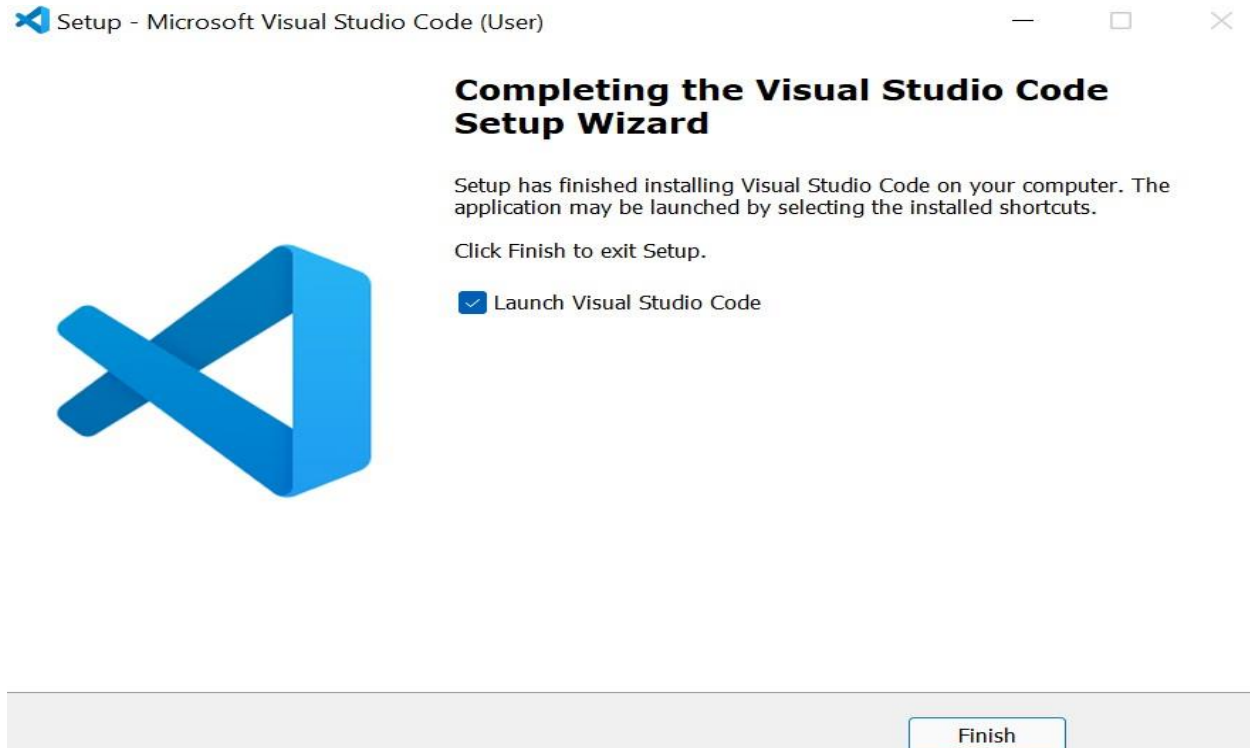 Setup - Microsoft Visual Studio Code (User)
Completing the Visual Studio Code
Setup Wizard
Setup has finished installing Visual Studio Code on your computer. The
application may be launched by selecting the installed shortcuts.
Click Finish to exit Setup.
Launch Visual Studio Code
Finish